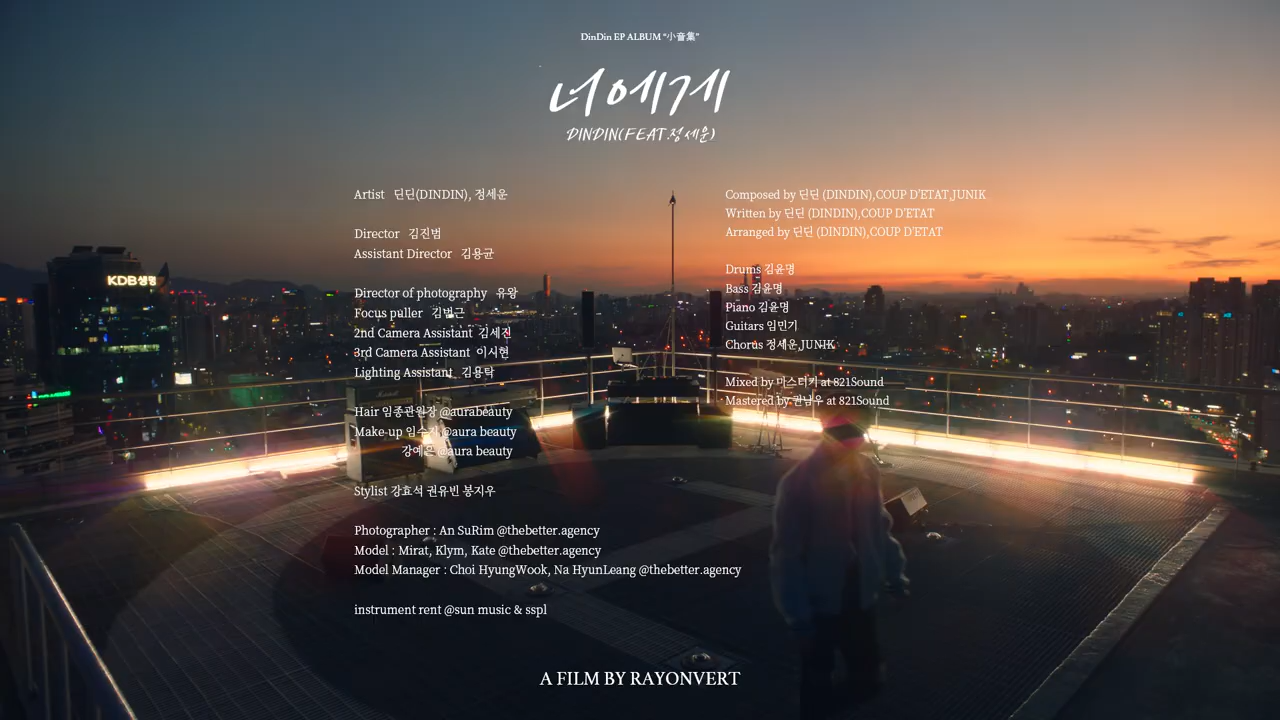 DinDin EP ALBUM "小音集"
너에게
DINDIN(FEAT.정세운)
Artist 딘딘(DINDIN), 정세운
Director 김진범
Assistant Director 김용균
Director of photography 유왕
Focus puller 김범근
2nd Camera Assistant 김세진
3rd Camera Assistant 이시현
Lighting Assistant 김용탁
Hair 임종관원장 @aurabeauty
Make-up 임수지 @aura beauty
강예은 @aura beauty
Stylist 강효석 권유빈 봉지우
Photographer : An SuRim @thebetter.agency
Model : Mirat, Klym, Kate @thebetter.agency
Model Manager : Choi HyungWook, Na HyunLeang @thebetter.agency
instrument rent @sun music & sspl
Composed by 딘딘 (DINDIN),COUP D'ETAT,JUNIK
Written by 딘딘 (DINDIN),COUP D'ETAT
Arranged by 딘딘 (DINDIN),COUP D'ETAT
Drums 김윤명
Bass 김윤명
Piano 김윤명
Guitars 임민기
Chorus 정세운,JUNIK
Mixed by 마스터키 at 821Sound
Mastered by 권남우 at 821Sound
KDB생명
A FILM BY RAYONVERT